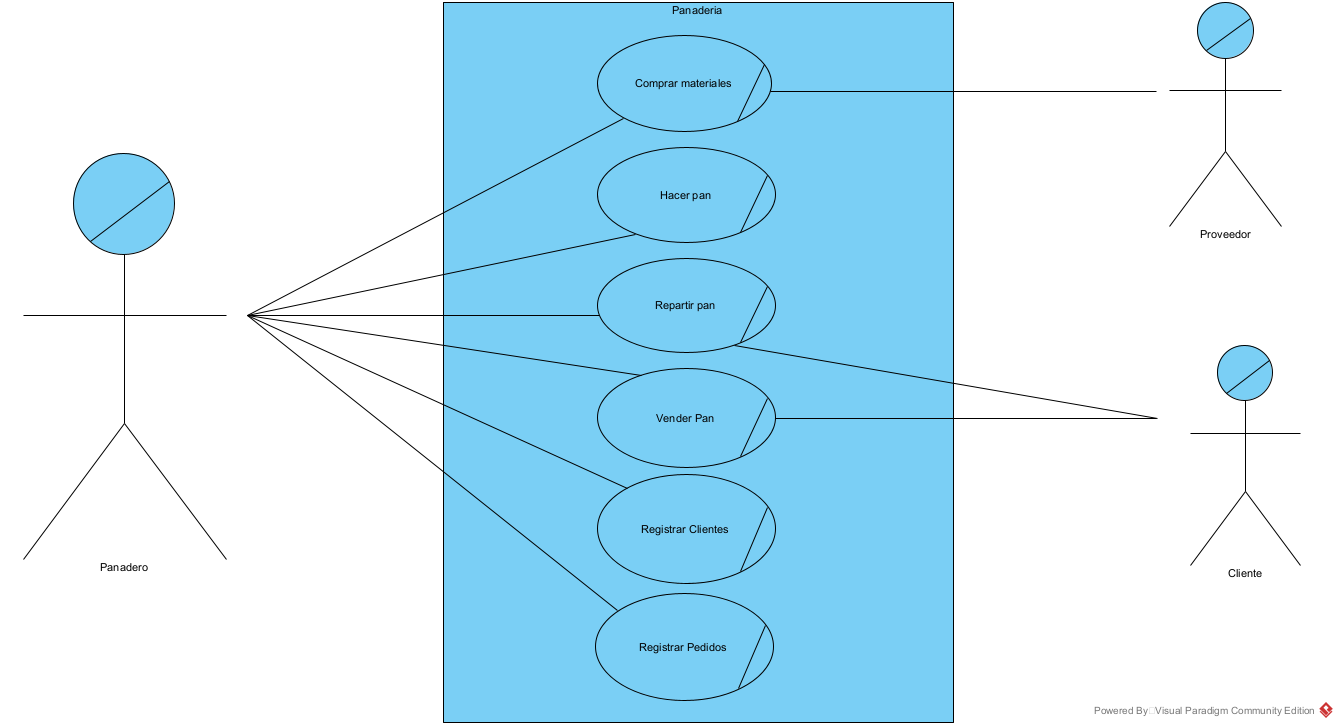 Panaderia
Comprar materiales
Hacer pan
Repartir pan
Vender Pan
Registrar Clientes
Registrar Pedidos
Panadero
Proveedor
Cliente
Powered By Visual Paradigm Community Edition